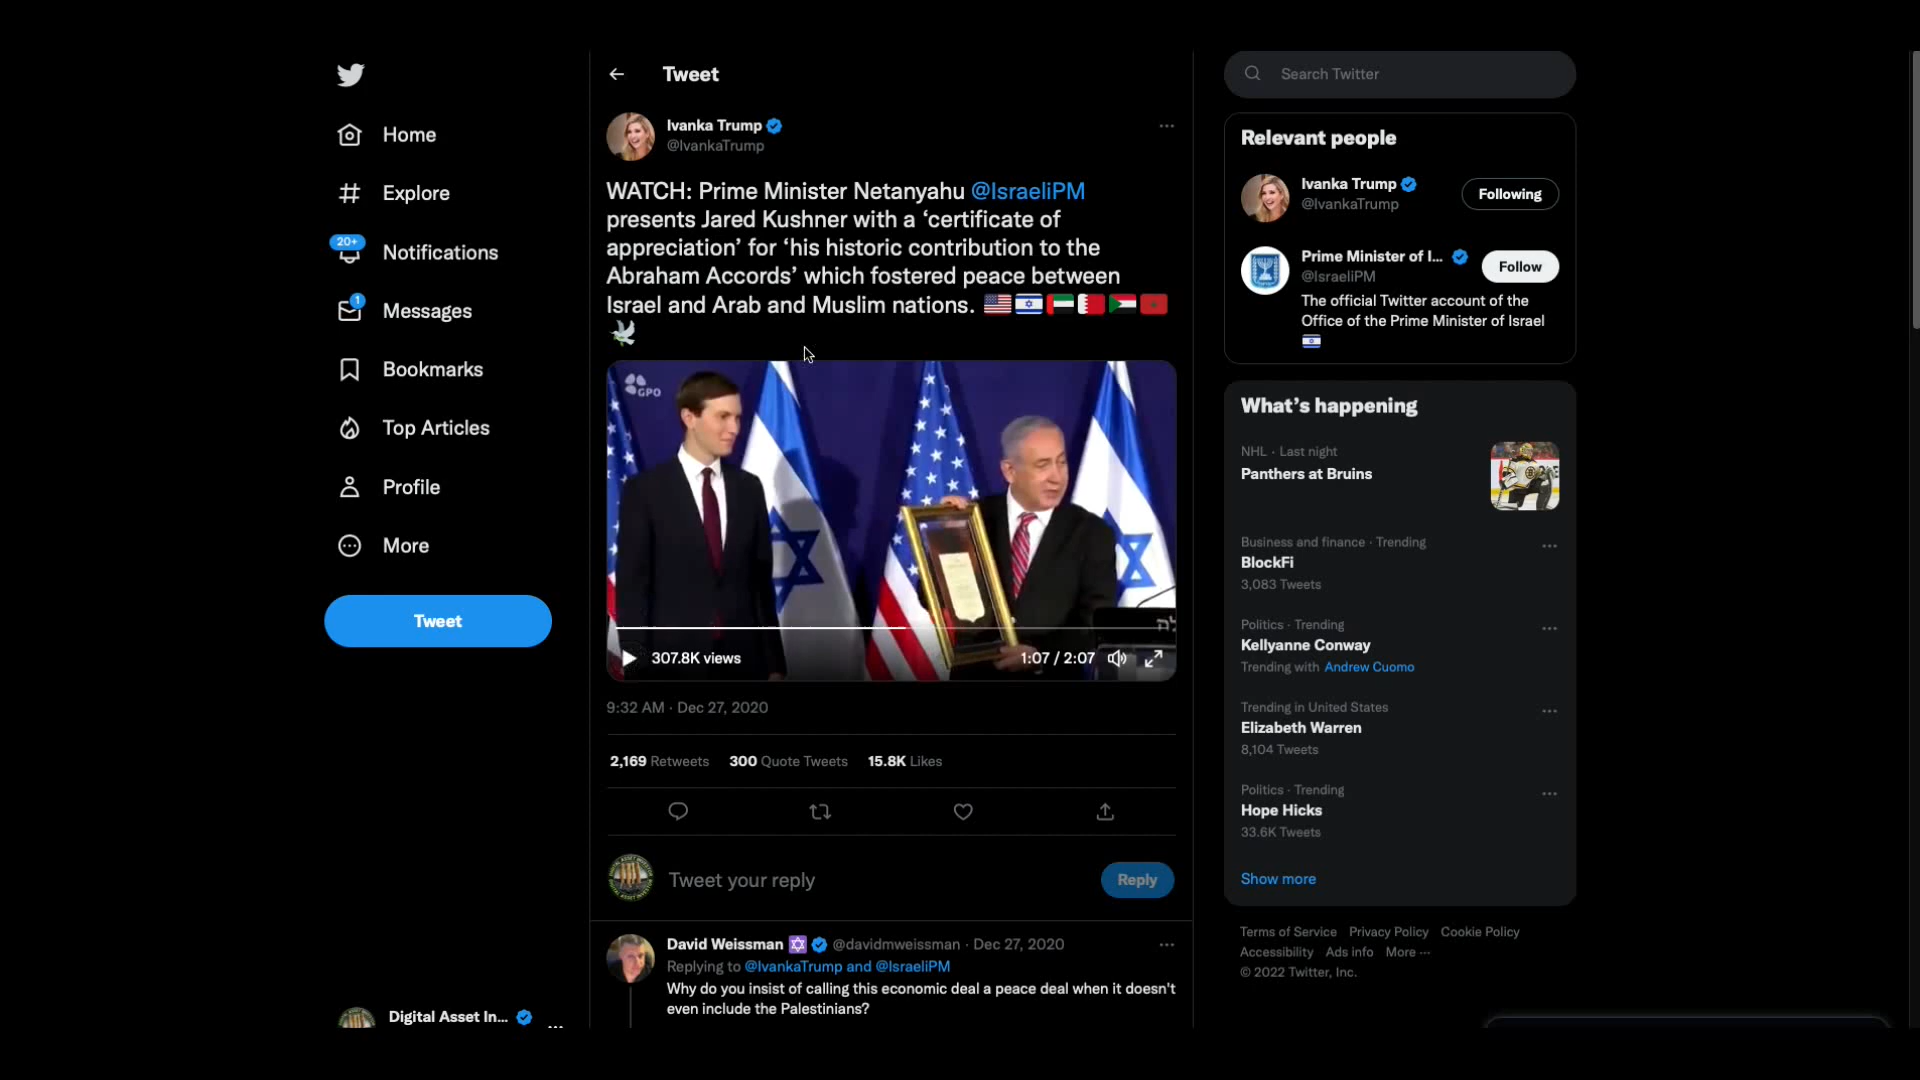 Home
Explore
20+
Notifications
1
Messages
Bookmarks
Top Articles
Profile
More
Tweet
Digital Asset In...
Tweet
Ivanka Trump
@IvankaTrump
WATCH: Prime Minister Netanyahu @IsraeliPM
presents Jared Kushner with a ‘certificate of
appreciation’ for ‘his historic contribution to the
Abraham Accords’ which fostered peace between
Israel and Arab and Muslim nations.
GPO
307.8K views
1:07 / 2:07
9:32 AM · Dec 27, 2020
2,169 Retweets 300 Quote Tweets 15.8K Likes
Tweet your reply
Reply
David Weissman @davidmweissman · Dec 27, 2020
Replying to @IvankaTrump and @IsraeliPM
Why do you insist of calling this economic deal a peace deal when it doesn't
even include the Palestinians?
Search Twitter
Relevant people
Ivanka Trump
@IvankaTrump
Following
Prime Minister of I...
@IsraeliPM
Follow
The official Twitter account of the
Office of the Prime Minister of Israel
What’s happening
NHL · Last night
Panthers at Bruins
Business and finance · Trending
BlockFi
3,083 Tweets
Politics · Trending
Kellyanne Conway
Trending with Andrew Cuomo
Trending in United States
Elizabeth Warren
8,104 Tweets
Politics · Trending
Hope Hicks
33.6K Tweets
Show more
Terms of Service Privacy Policy Cookie Policy
Accessibility Ads info More ···
© 2022 Twitter, Inc.